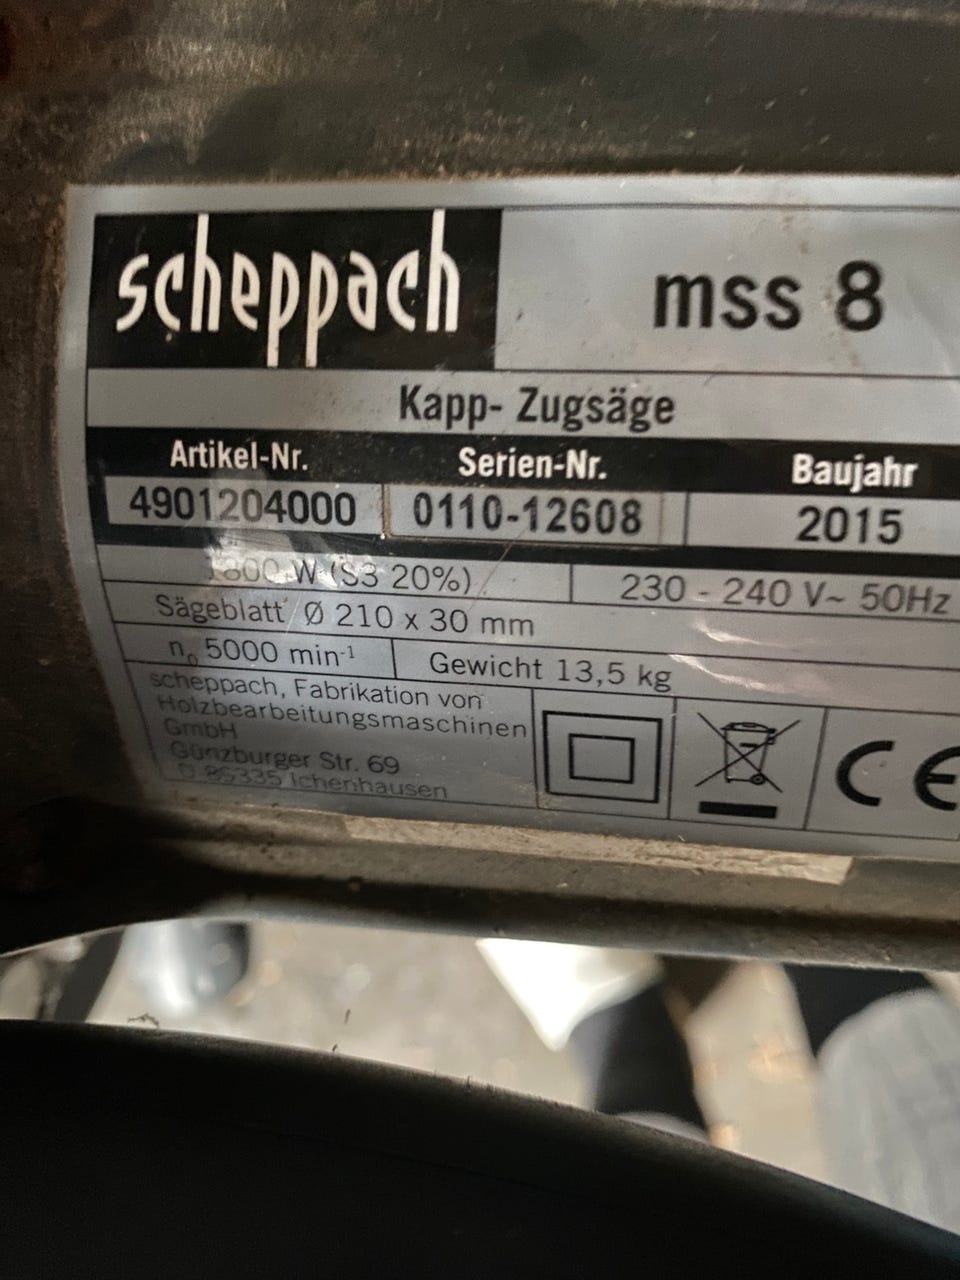 scheppach
mss 8
Kapp- Zugsäge
Artikel-Nr. Serien-Nr. Baujahr
4901204000 0110-12608 2015
1800 W (S3 20%) 230 - 240 V~ 50Hz
Sägeblatt Ø 210 x 30 mm
n₀ 5000 min⁻¹ Gewicht 13,5 kg
scheppach, Fabrikation von
Holzbearbeitungsmaschinen
GmbH
Günzburger Str. 69
D-89335 Ichenhausen
CE